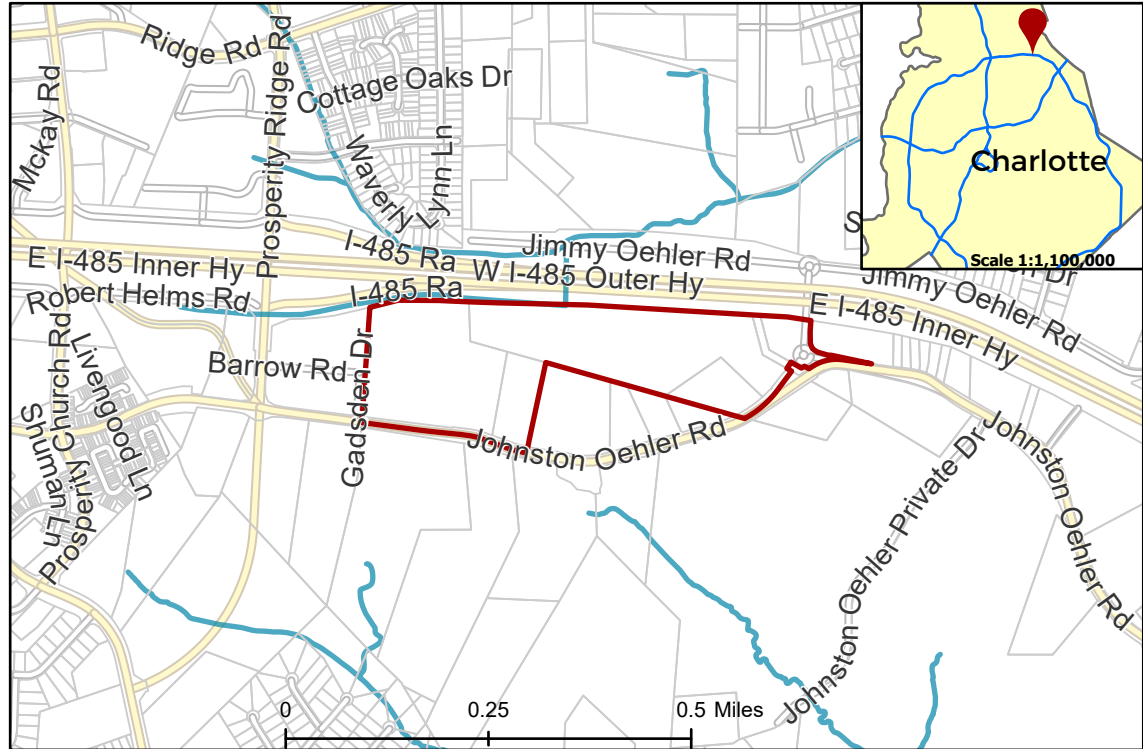 Ridge Rd
Mckay Rd
Prosperity Ridge Rd
Cottage Oaks Dr
Waverly
Lynn Ln
Charlotte
Scale 1:1,100,000
I-485 Ra
Jimmy Oehler Rd
S
Dr
E I-485 Inner Hy
W I-485 Outer Hy
Jimmy Oehler Rd
Robert Helms Rd
I-485 Ra
E I-485 Inner Hy
Barrow Rd
Gadsden Dr
Livengood Ln
Shuman Ln
Prosperity Church Rd
Johnston Oehler Rd
Johnston Oehler Private Dr
Johnston Oehler Rd
0
0.25
0.5 Miles